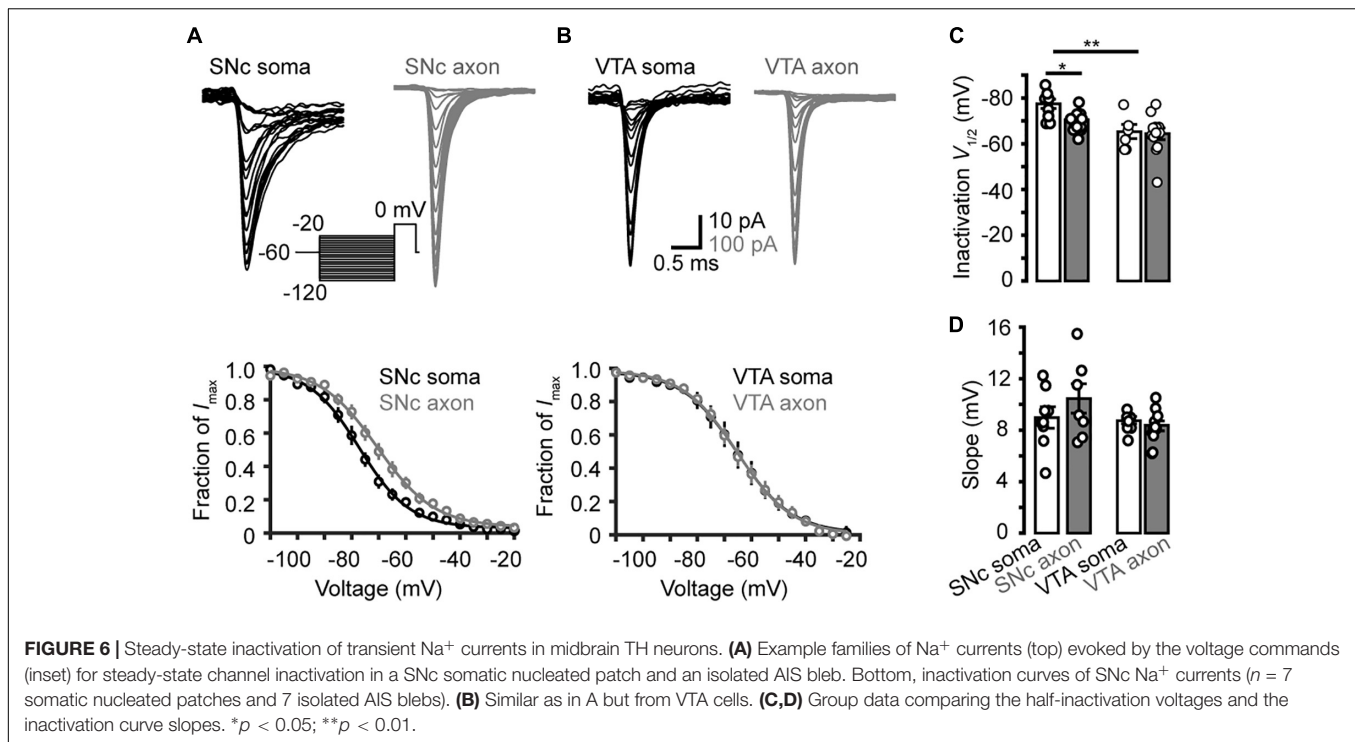 A
SNc soma
SNc axon
-20
0 mV
-60
-120
B
VTA soma
VTA axon
10 pA
100 pA
0.5 ms
C
**
*
-80
-60
-40
-20
0
Inactivation V1/2 (mV)
1.0
0.8
0.6
0.4
0.2
0
Fraction of Imax
SNc soma
SNc axon
-100
-80
-60
-40
-20
Voltage (mV)
1.0
0.8
0.6
0.4
0.2
0
Fraction of Imax
VTA soma
VTA axon
-100
-80
-60
-40
-20
Voltage (mV)
D
16
12
8
4
0
Slope (mV)
SNc soma
SNc axon
VTA soma
VTA axon
FIGURE 6 | Steady-state inactivation of transient Na+ currents in midbrain TH neurons. (A) Example families of Na+ currents (top) evoked by the voltage commands
(inset) for steady-state channel inactivation in a SNc somatic nucleated patch and an isolated AIS bleb. Bottom, inactivation curves of SNc Na+ currents (n = 7
somatic nucleated patches and 7 isolated AIS blebs). (B) Similar as in A but from VTA cells. (C,D) Group data comparing the half-inactivation voltages and the
inactivation curve slopes. *p < 0.05; **p < 0.01.